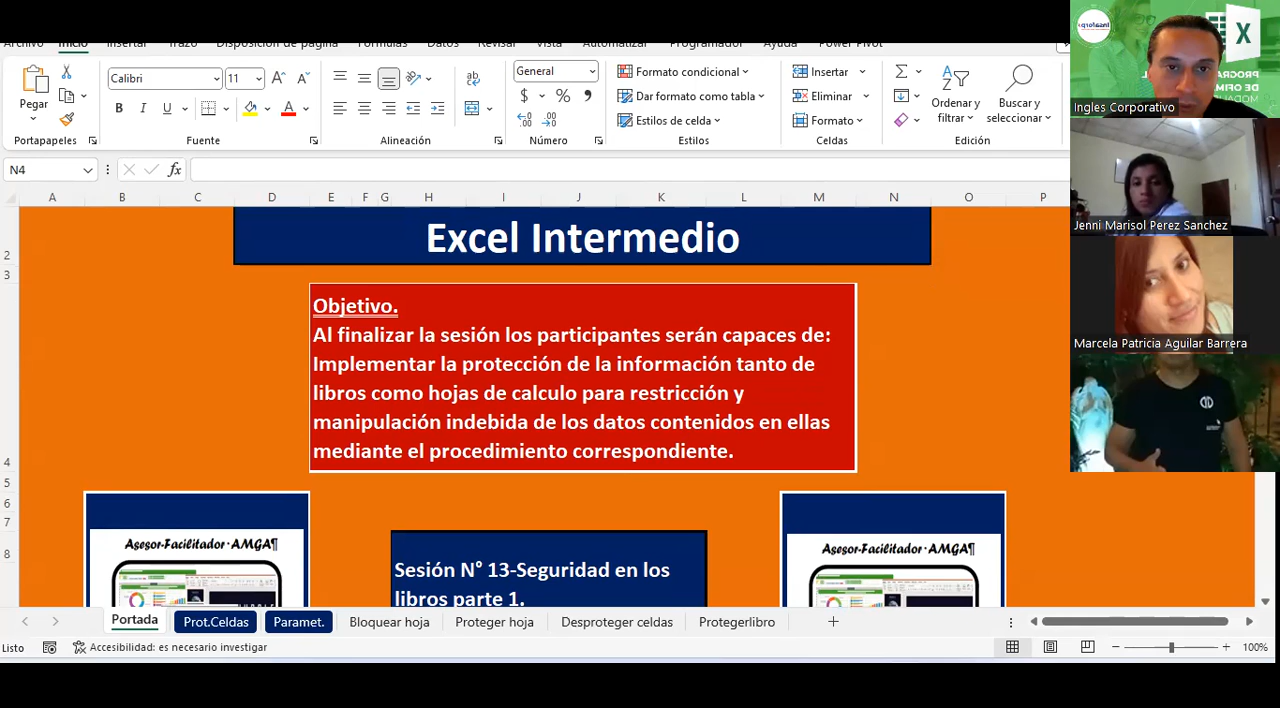 Archivo Inicio Insertar Trazo Disposición de página Fórmulas Datos Revisar Vista Automatizar Programador Ayuda Power Pivot
Pegar
Portapapeles
Calibri 11
N K S
Fuente
ab
Alineación
General
$ % 000
Número
Formato condicional
Dar formato como tabla
Estilos de celda
Estilos
Insertar
Eliminar
Formato
Celdas
Ordenar y
filtrar
Buscar y
seleccionar
Edición
N4
fx
A B C D E F G H I J K L M N O P
2
3
4
5
6
7
8
Excel Intermedio
Objetivo.
Al finalizar la sesión los participantes serán capaces de:
Implementar la protección de la información tanto de
libros como hojas de calculo para restricción y
manipulación indebida de los datos contenidos en ellas
mediante el procedimiento correspondiente.
Asesor-Facilitador·AMGA¶
Sesión N° 13-Seguridad en los
libros parte 1.
Asesor-Facilitador·AMGA¶
Portada Prot.Celdas Paramet. Bloquear hoja Proteger hoja Desproteger celdas Protegerlibro
Listo Accesibilidad: es necesario investigar 100%
Ingles Corporativo
Jenni Marisol Perez Sanchez
Marcela Patricia Aguilar Barrera